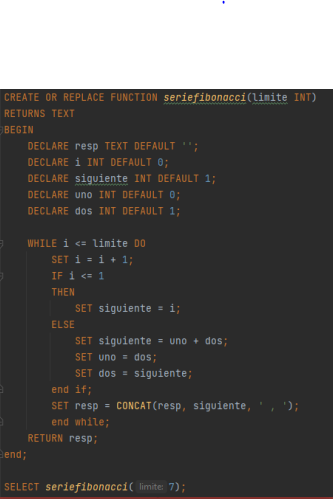 CREATE OR REPLACE FUNCTION seriefibonacci(limite INT)
RETURNS TEXT
BEGIN
DECLARE resp TEXT DEFAULT '';
DECLARE i INT DEFAULT 0;
DECLARE siguiente INT DEFAULT 1;
DECLARE uno INT DEFAULT 0;
DECLARE dos INT DEFAULT 1;
WHILE i <= limite DO
SET i = i + 1;
IF i <= 1
THEN
SET siguiente = i;
ELSE
SET siguiente = uno + dos;
SET uno = dos;
SET dos = siguiente;
end if;
SET resp = CONCAT(resp, siguiente, ' , ');
end while;
RETURN resp;
end;
SELECT seriefibonacci( limite: 7);